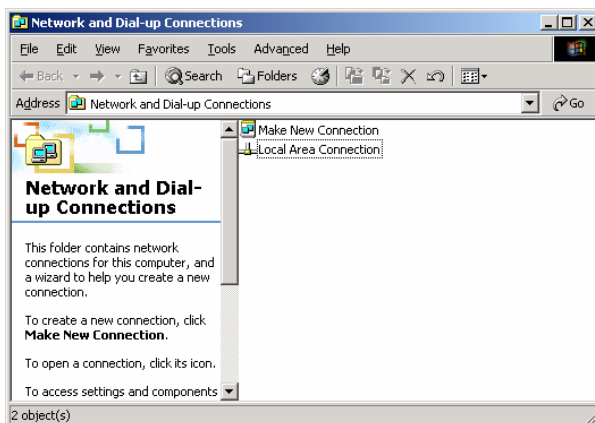 Network and Dial-up Connections
File Edit View Favorites Tools Advanced Help
Back Search Folders
Address Network and Dial-up Connections Go
Make New Connection
Local Area Connection
Network and Dial-
up Connections
This folder contains network
connections for this computer, and
a wizard to help you create a new
connection.
To create a new connection, click
Make New Connection.
To open a connection, click its icon.
To access settings and components
2 object(s)